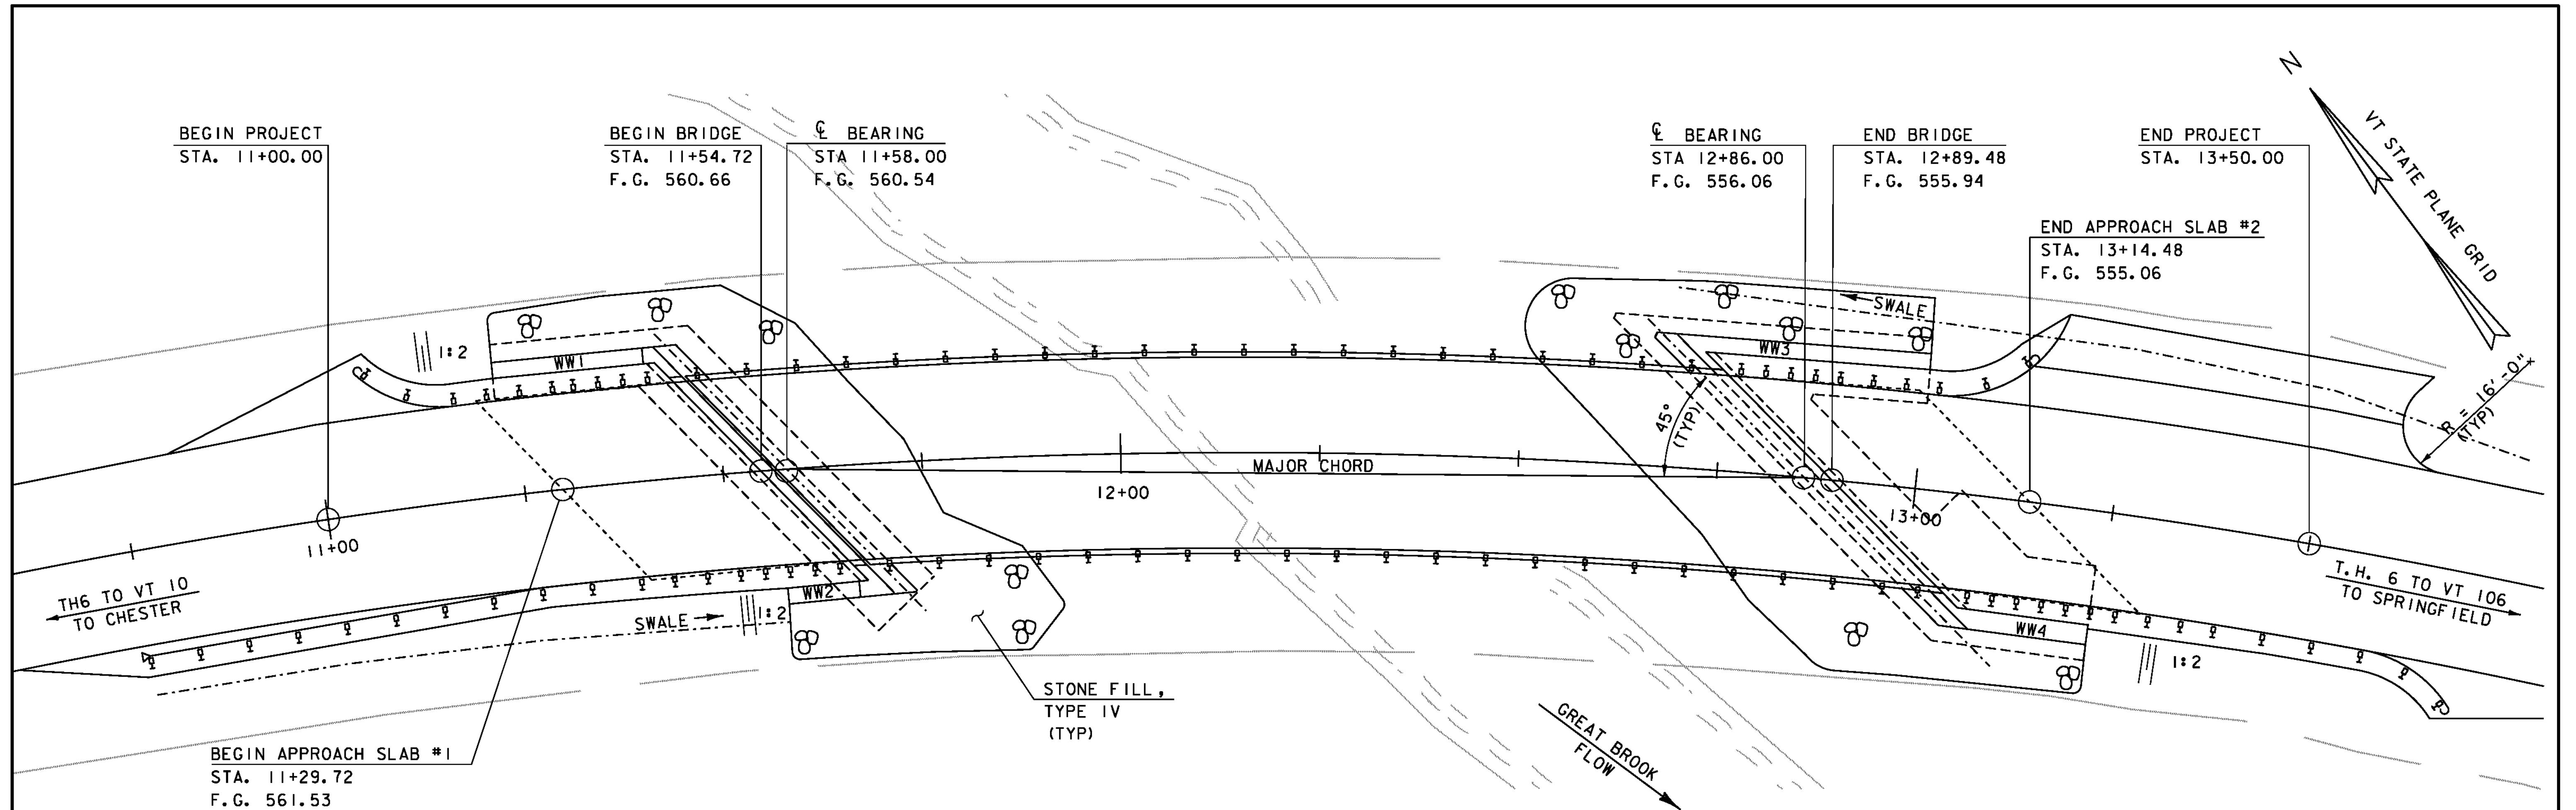 BEGIN PROJECT
STA. 11+00.00
BEGIN BRIDGE
STA. 11+54.72
F.G. 560.66
℄ BEARING
STA 11+58.00
F.G. 560.54
℄ BEARING
STA 12+86.00
F.G. 556.06
END BRIDGE
STA. 12+89.48
F.G. 555.94
END PROJECT
STA. 13+50.00
END APPROACH SLAB #2
STA. 13+14.48
F.G. 555.06
N
VT STATE PLANE GRID
SWALE
1:2
WW1
WW3
R = 16'-0"±
(TYP)
45°
(TYP)
MAJOR CHORD
12+00
13+00
11+00
TH6 TO VT 10
TO CHESTER
T.H. 6 TO VT 106
TO SPRINGFIELD
WW2
SWALE
1:2
WW4
1:2
STONE FILL,
TYPE IV
(TYP)
GREAT BROOK
FLOW
BEGIN APPROACH SLAB #1
STA. 11+29.72
F.G. 561.53